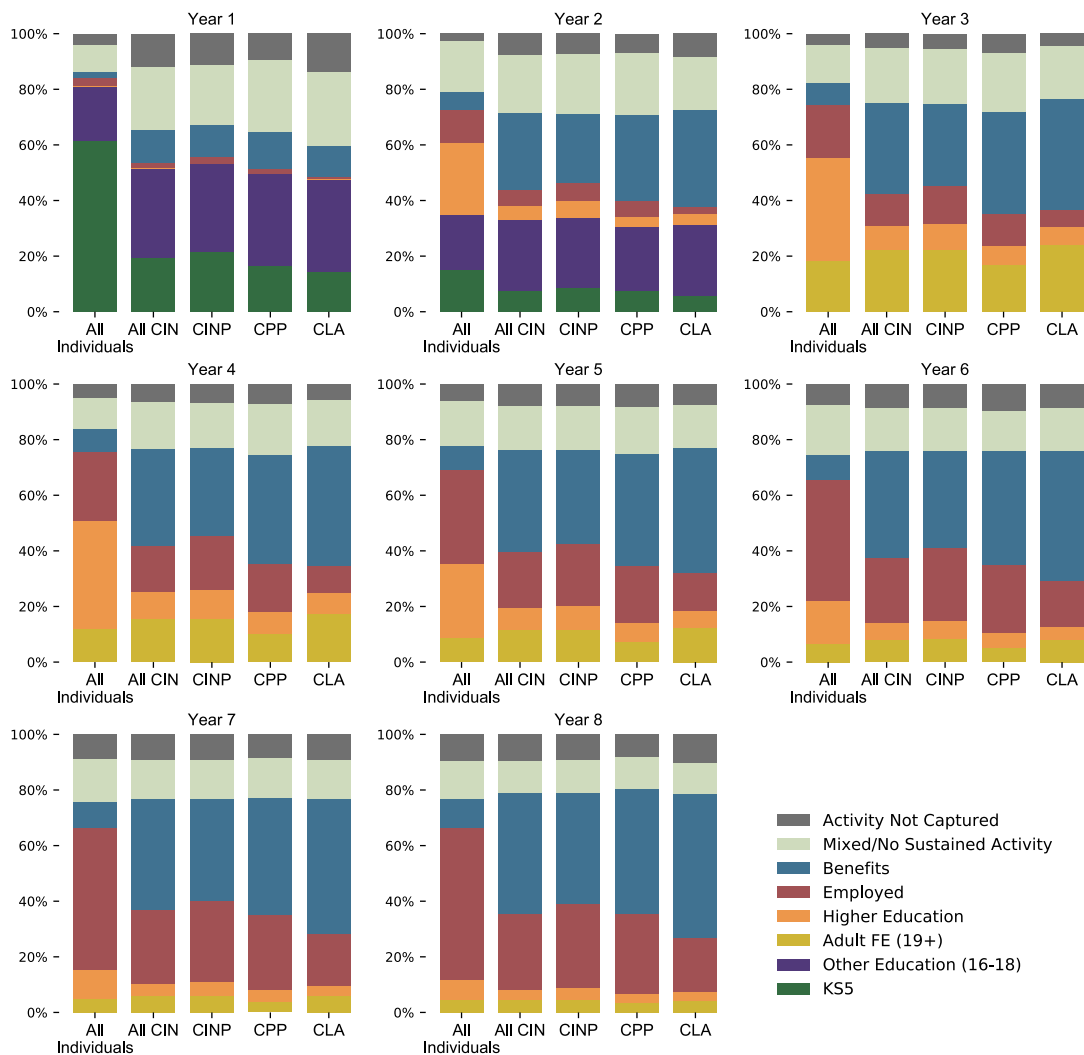 Year 1
100%
80%
60%
40%
20%
0%
All Individuals
All CIN
CINP
CPP
CLA
Year 2
100%
80%
60%
40%
20%
0%
All Individuals
All CIN
CINP
CPP
CLA
Year 3
100%
80%
60%
40%
20%
0%
All Individuals
All CIN
CINP
CPP
CLA
Year 4
100%
80%
60%
40%
20%
0%
All Individuals
All CIN
CINP
CPP
CLA
Year 5
100%
80%
60%
40%
20%
0%
All Individuals
All CIN
CINP
CPP
CLA
Year 6
100%
80%
60%
40%
20%
0%
All Individuals
All CIN
CINP
CPP
CLA
Year 7
100%
80%
60%
40%
20%
0%
All Individuals
All CIN
CINP
CPP
CLA
Year 8
100%
80%
60%
40%
20%
0%
All Individuals
All CIN
CINP
CPP
CLA
Activity Not Captured
Mixed/No Sustained Activity
Benefits
Employed
Higher Education
Adult FE (19+)
Other Education (16-18)
KS5